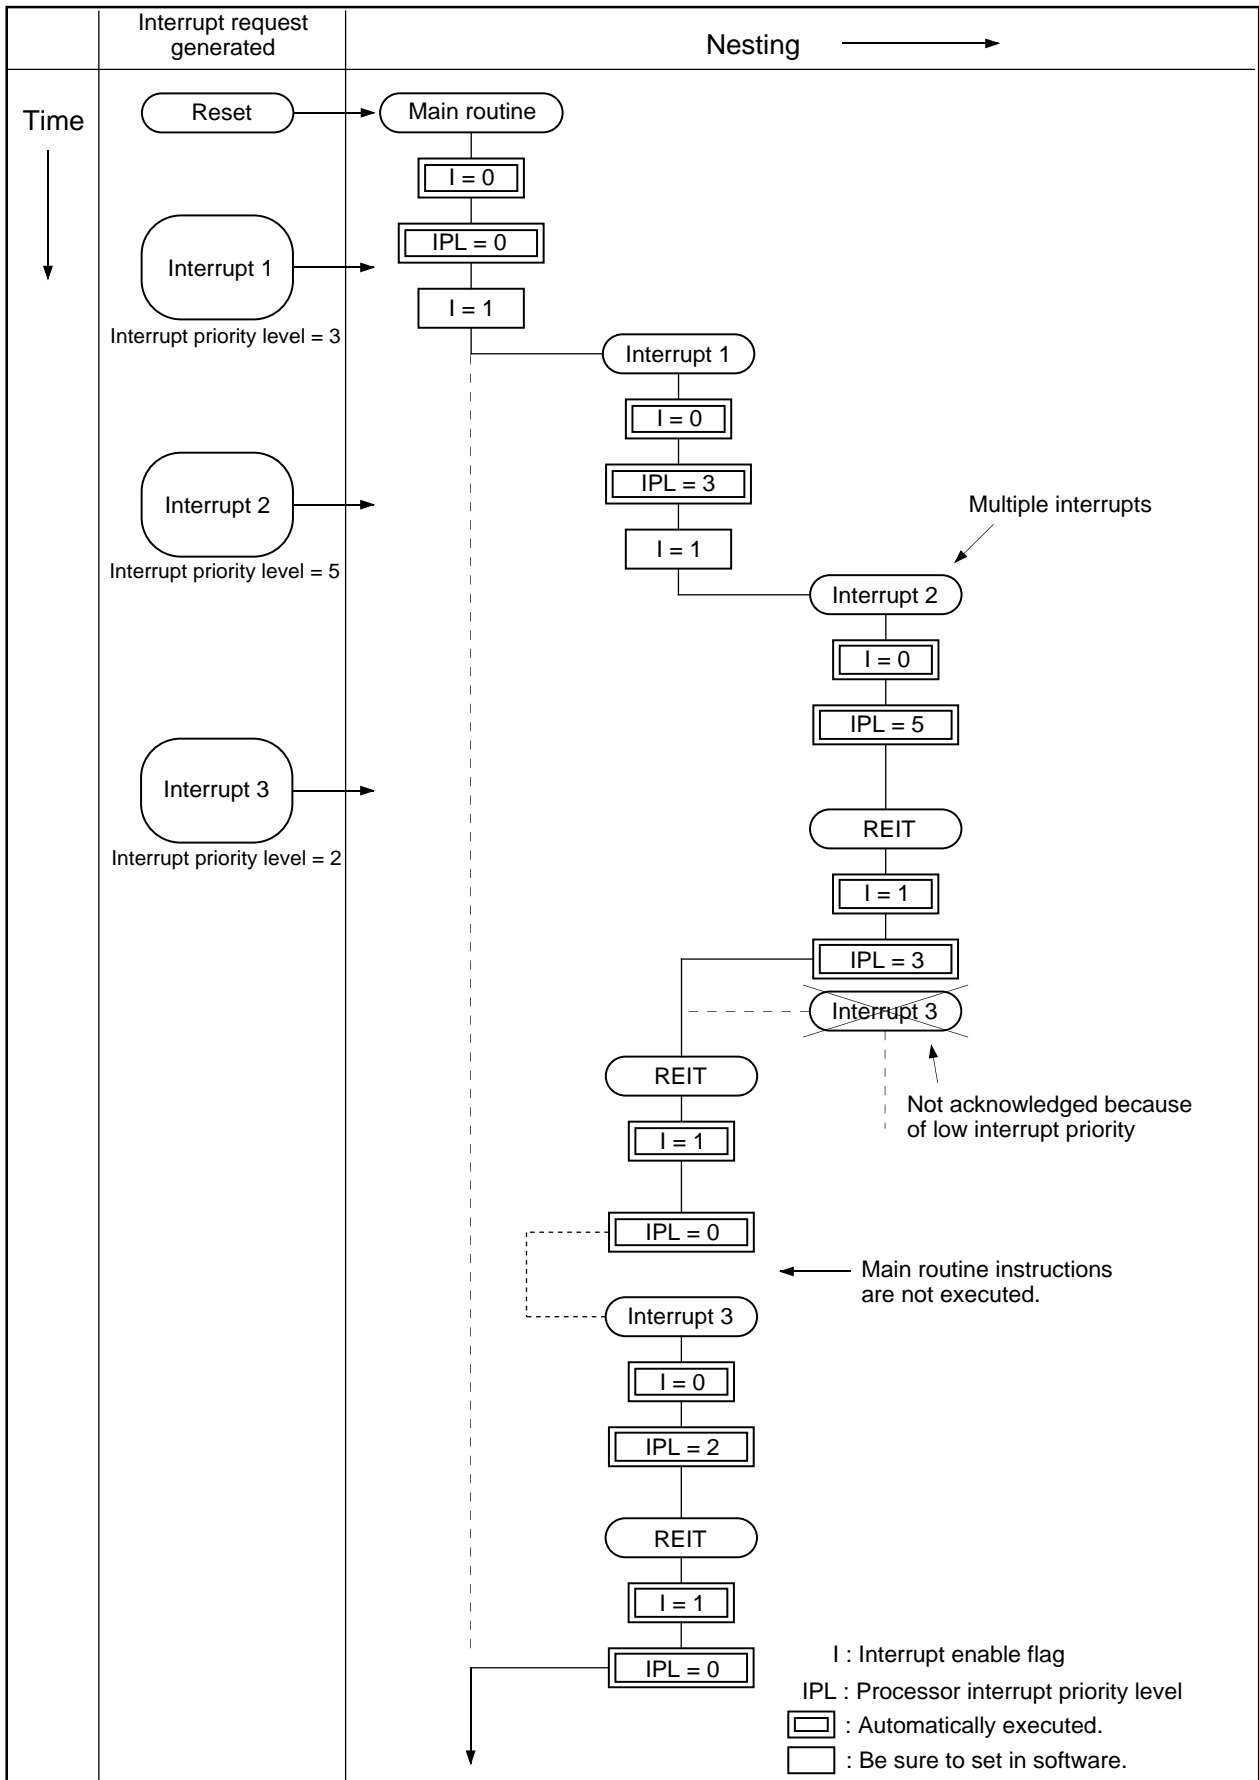 Interrupt request
generated
Nesting
Time
Reset
Main routine
I = 0
IPL = 0
Interrupt 1
I = 1
Interrupt priority level = 3
Interrupt 1
I = 0
IPL = 3
Interrupt 2
Multiple interrupts
I = 1
Interrupt priority level = 5
Interrupt 2
I = 0
IPL = 5
Interrupt 3
REIT
Interrupt priority level = 2
I = 1
IPL = 3
Interrupt 3
REIT
Not acknowledged because
of low interrupt priority
I = 1
IPL = 0
Main routine instructions
are not executed.
Interrupt 3
I = 0
IPL = 2
REIT
I = 1
IPL = 0
I : Interrupt enable flag
IPL : Processor interrupt priority level
: Automatically executed.
: Be sure to set in software.